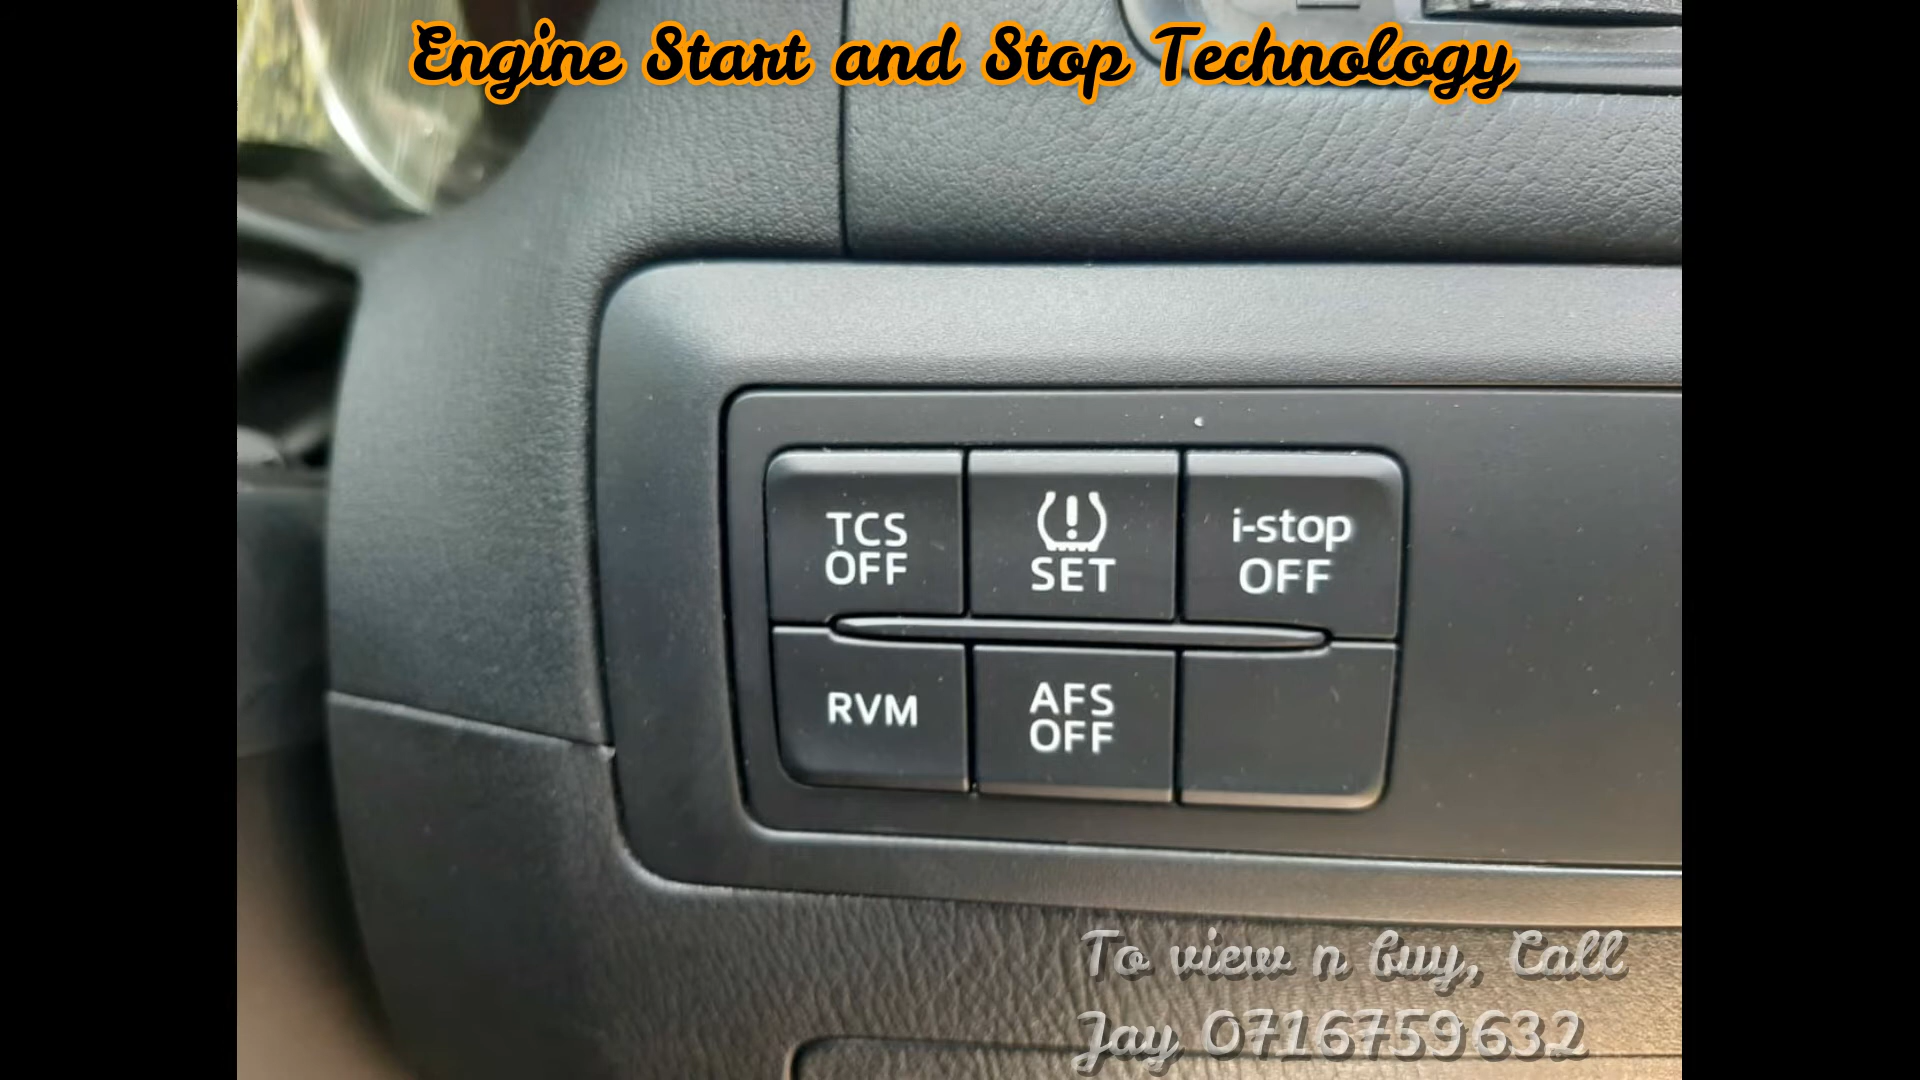 Engine Start and Stop Technology
TCS
OFF
SET
i-stop
OFF
RVM
AFS
OFF
To view n buy, Call
Jay 0716759632